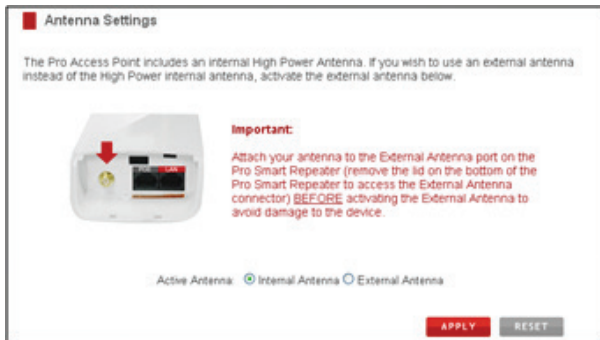 Antenna Settings
The Pro Access Point includes an internal High Power Antenna. If you wish to use an external antenna
instead of the High Power internal antenna, activate the external antenna below.
Important:
Attach your antenna to the External Antenna port on the
Pro Smart Repeater (remove the lid on the bottom of the
Pro Smart Repeater to access the External Antenna
connector) BEFORE activating the External Antenna to
avoid damage to the device.
POE LAN
Active Antenna: Internal Antenna External Antenna
APPLY RESET